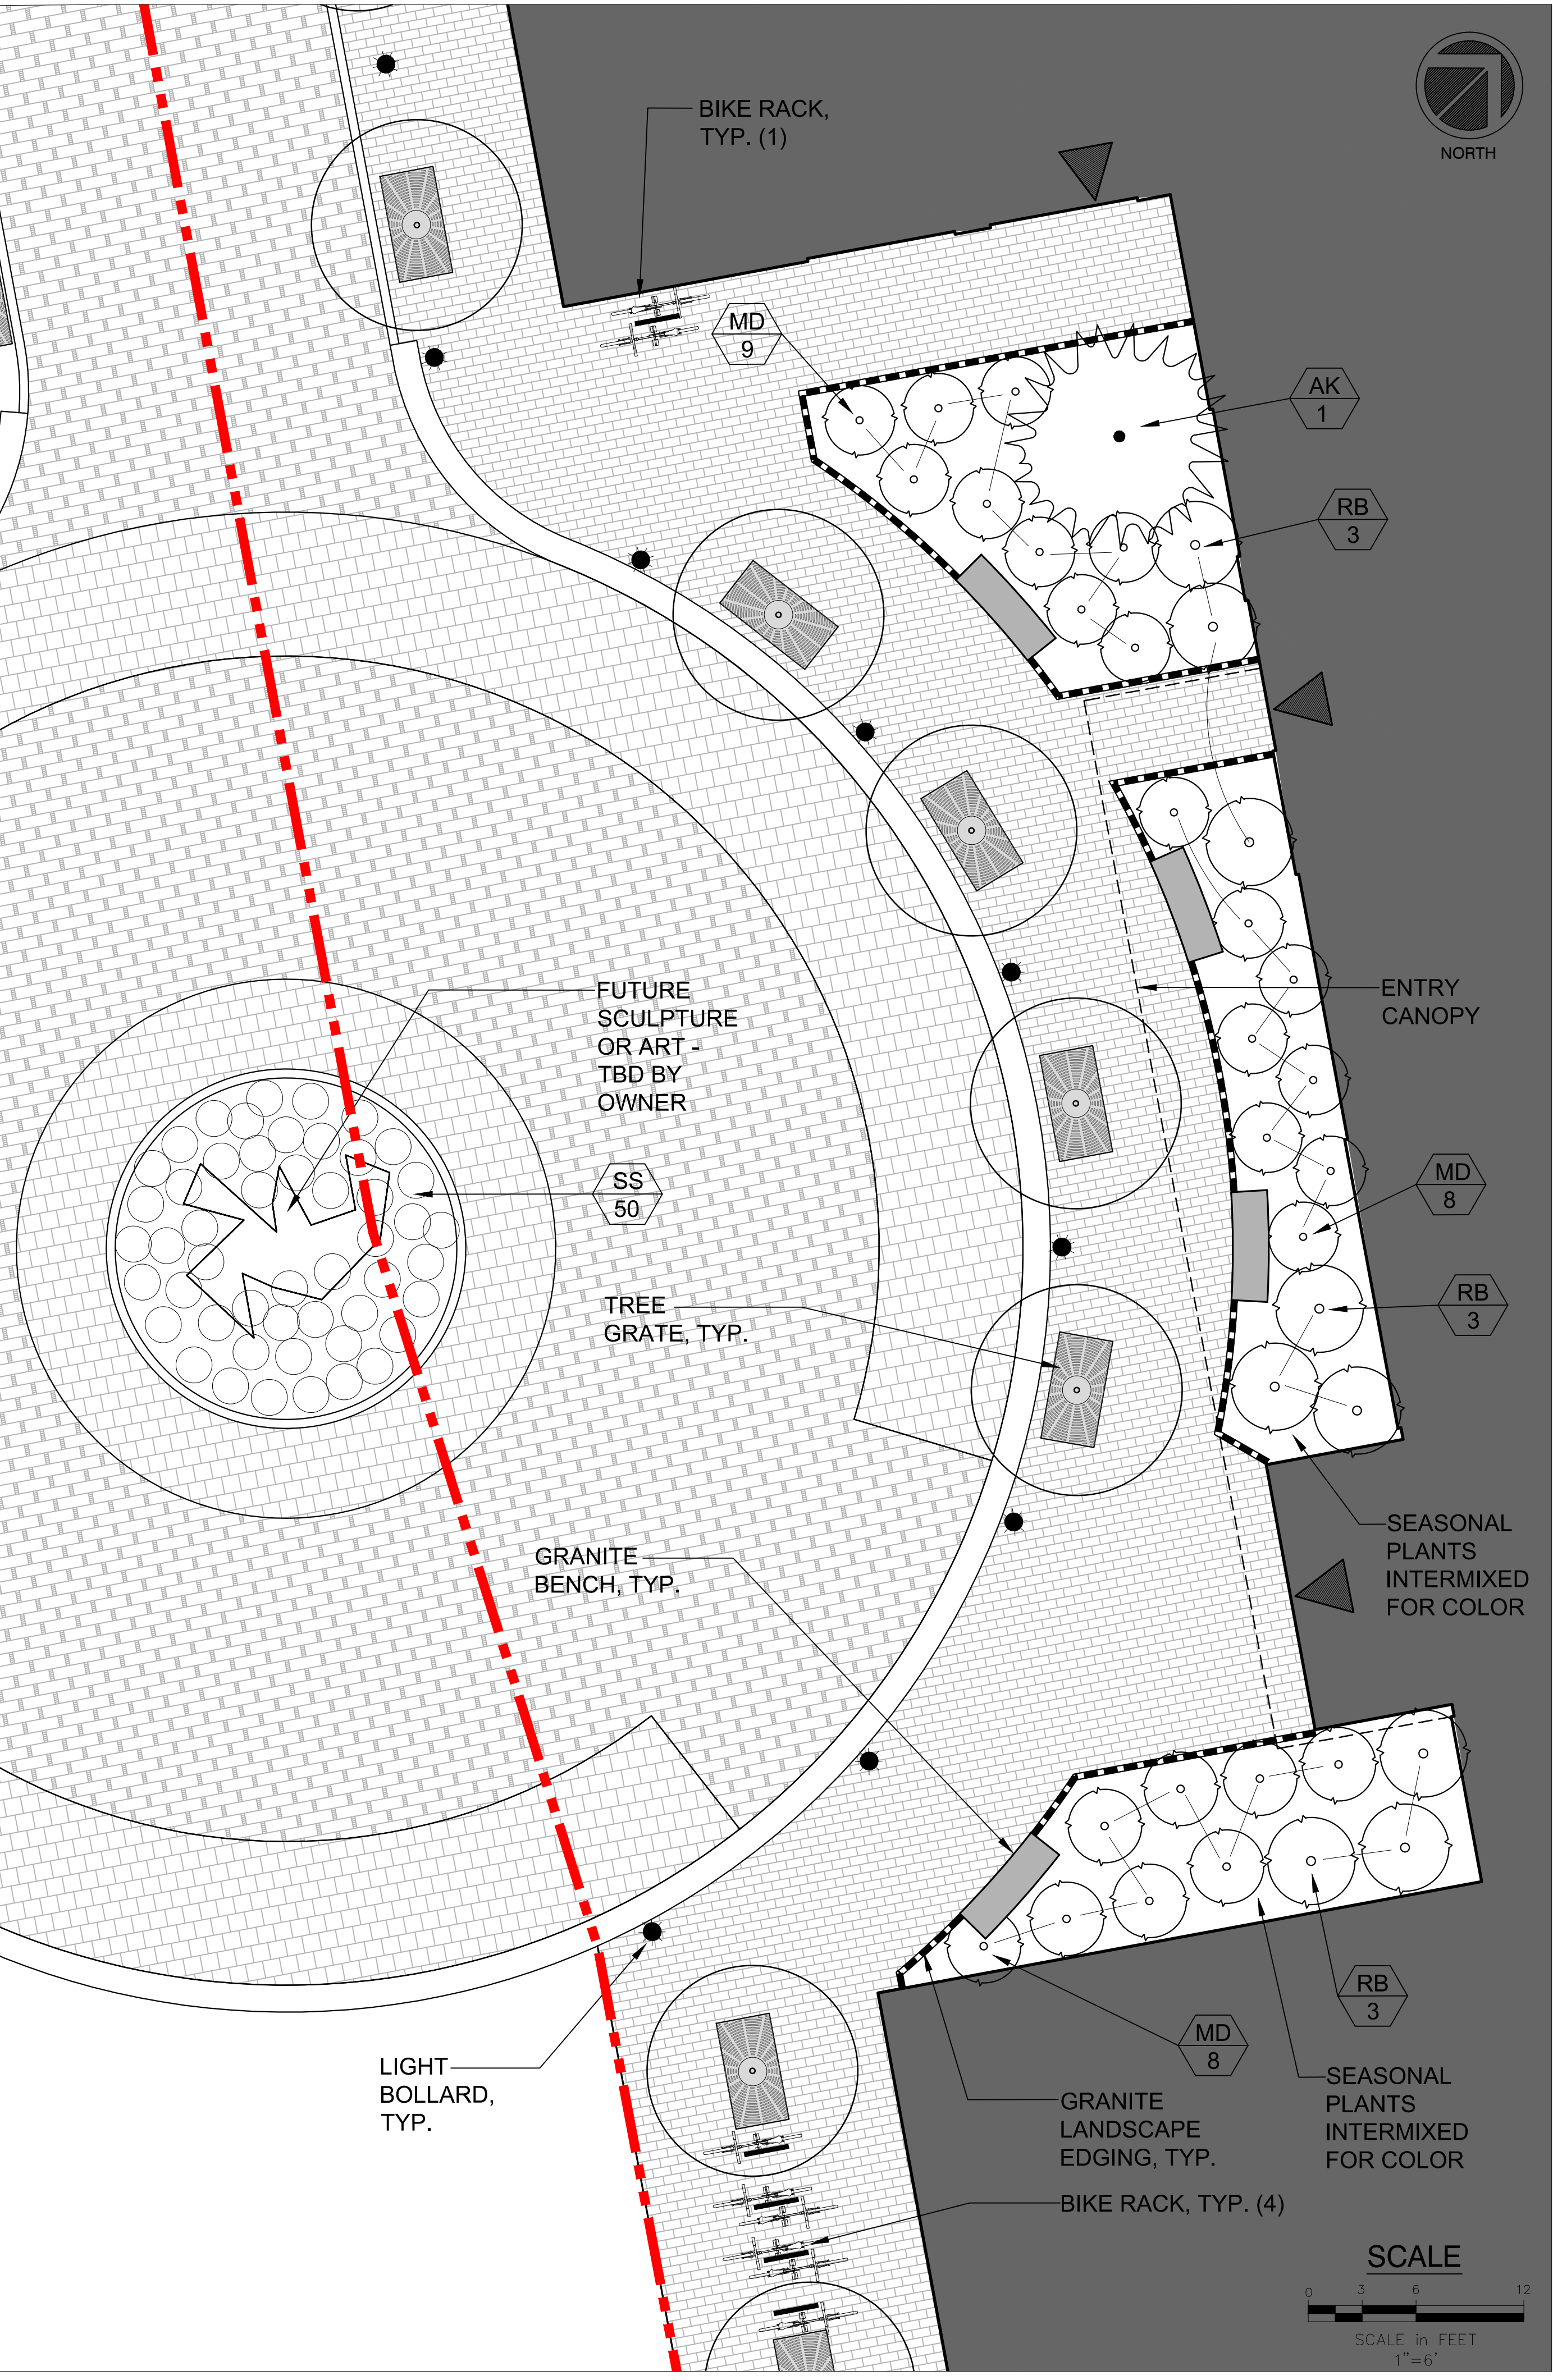 BIKE RACK,
TYP. (1)
NORTH
MD
9
AK
1
RB
3
FUTURE
SCULPTURE
OR ART -
TBD BY
OWNER
ENTRY
CANOPY
SS
50
MD
8
TREE
GRATE, TYP.
RB
3
SEASONAL
PLANTS
INTERMIXED
FOR COLOR
GRANITE
BENCH, TYP.
RB
3
MD
8
LIGHT
BOLLARD,
TYP.
GRANITE
LANDSCAPE
EDGING, TYP.
SEASONAL
PLANTS
INTERMIXED
FOR COLOR
BIKE RACK, TYP. (4)
SCALE
0 3 6 12
SCALE in FEET
1"=6'